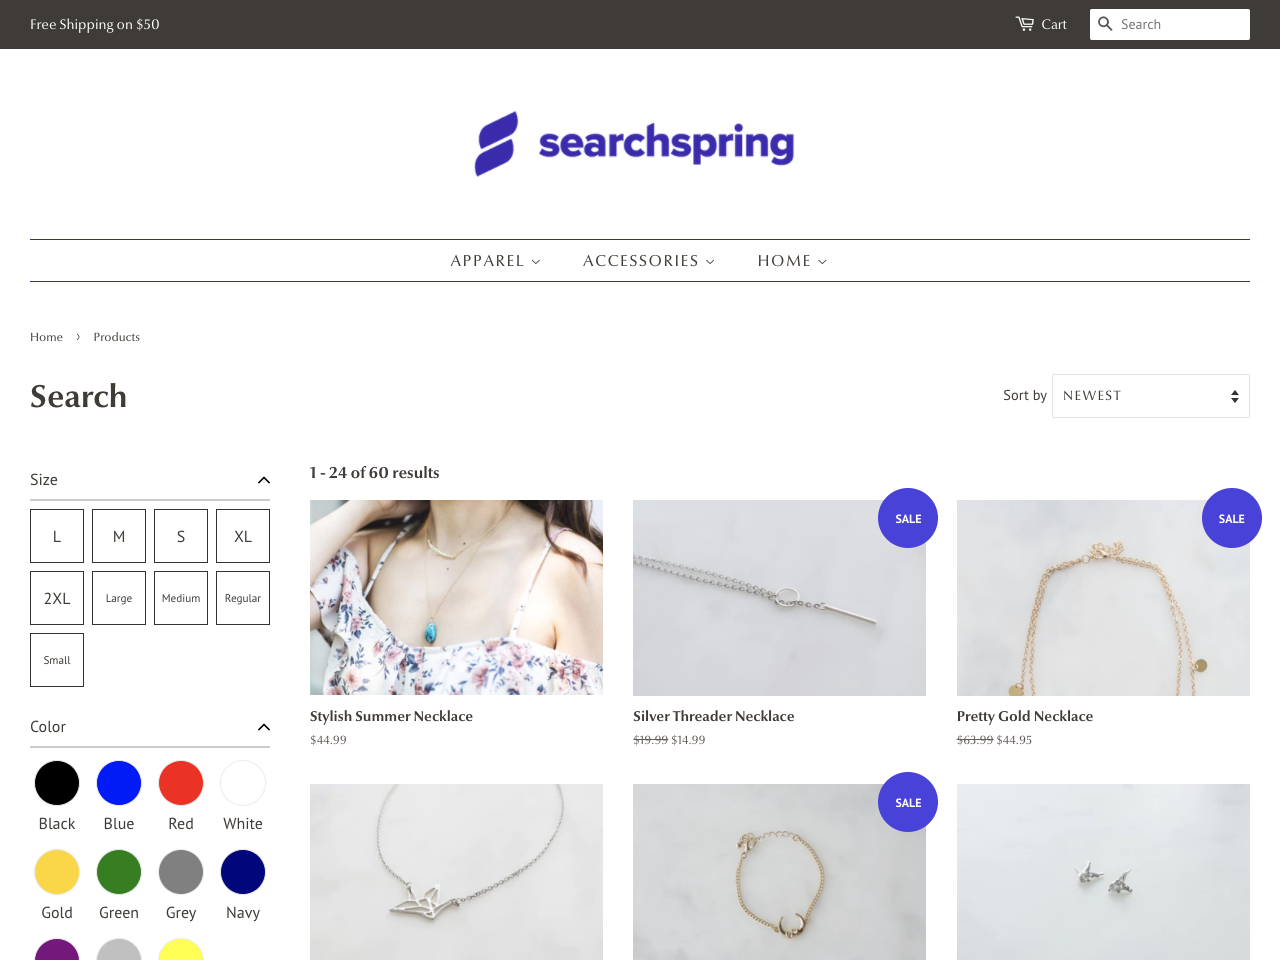 Free Shipping on $50
Cart
Search
searchspring
APPAREL
ACCESSORIES
HOME
Home › Products
Search
Sort by
NEWEST
Size
L M S XL
2XL Large Medium Regular
Small
Color
Black Blue Red White
Gold Green Grey Navy
1 - 24 of 60 results
SALE
SALE
Stylish Summer Necklace
$44.99
Silver Threader Necklace
$19.99 $14.99
Pretty Gold Necklace
$63.99 $44.95
SALE